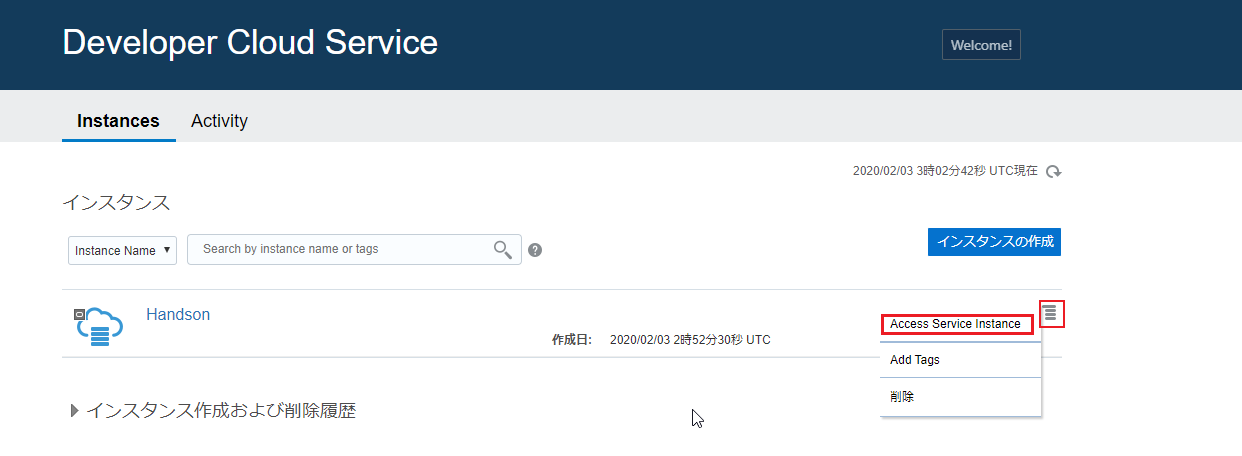 Developer Cloud Service
Welcome!
Instances Activity
2020/02/03 3時02分42秒 UTC現在
インスタンス
Instance Name Search by instance name or tags ?
インスタンスの作成
Handson
Access Service Instance
作成日: 2020/02/03 2時52分30秒 UTC
Add Tags
削除
インスタンス作成および削除履歴